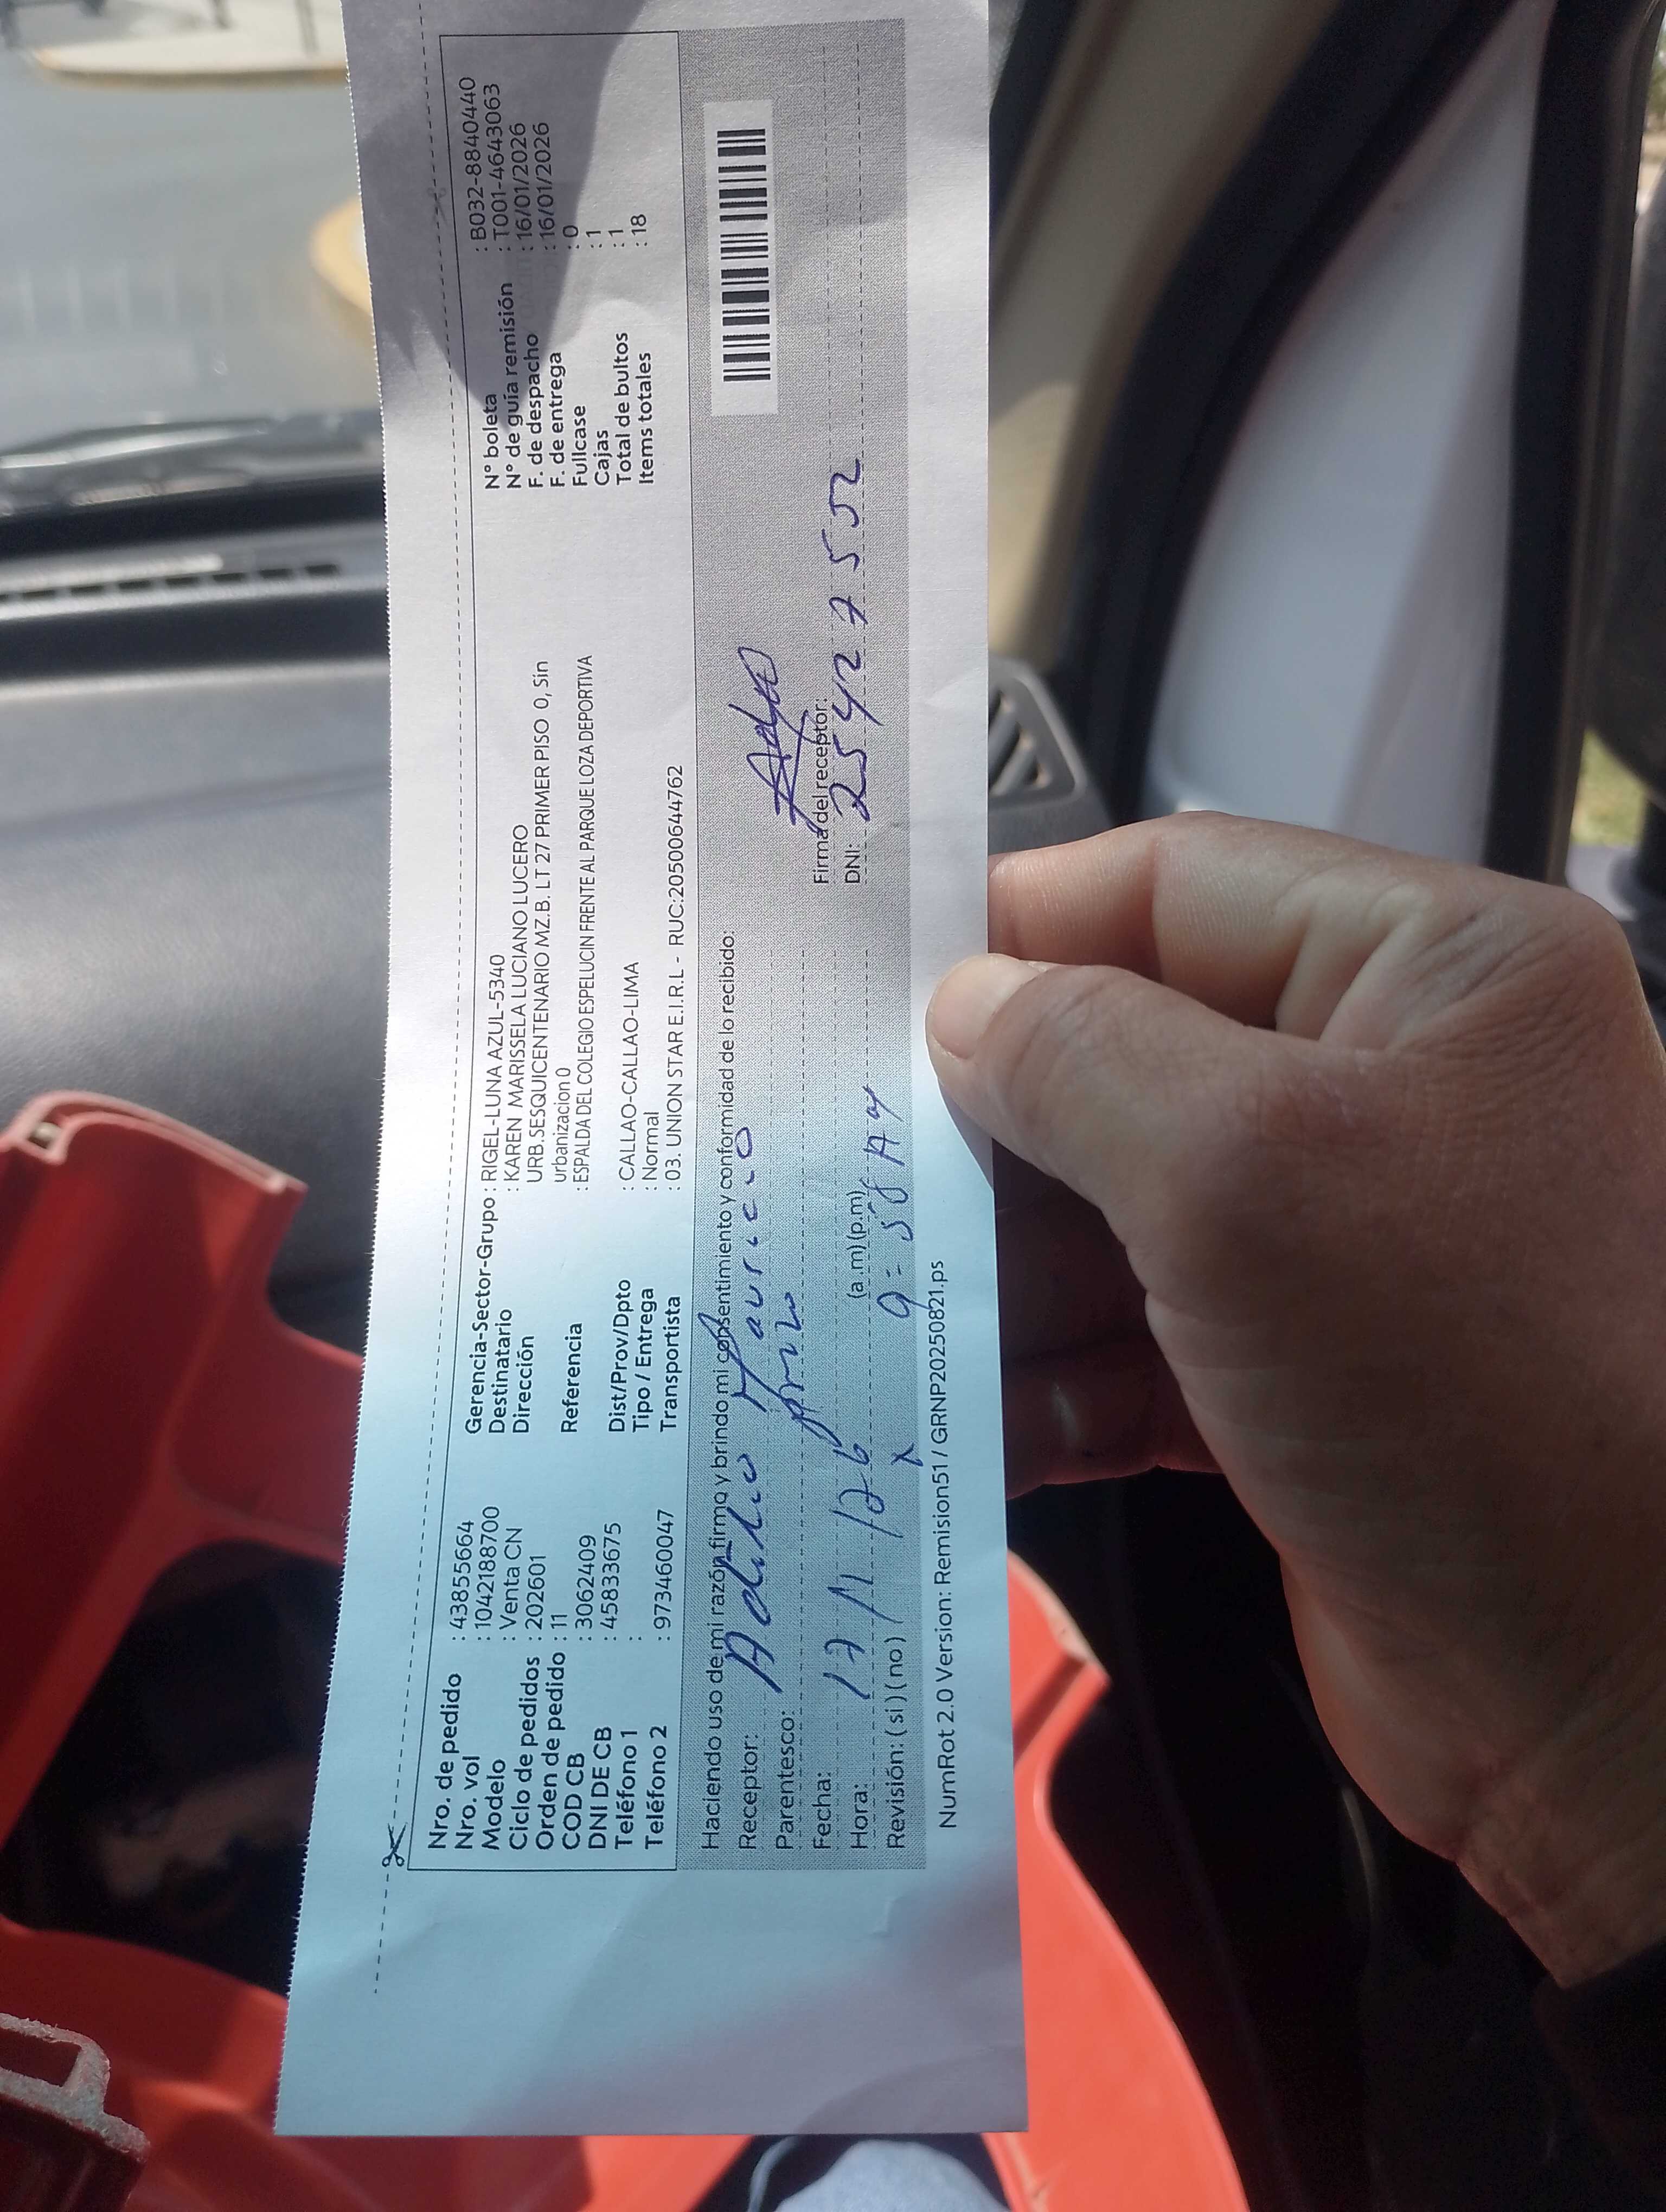 Nro. de pedido : 43855664
Nro. vol : 1042188700
Modelo : Venta CN
Ciclo de pedidos : 202601
Orden de pedido : 11
COD CB : 3062409
DNI DE CB : 45833675
Teléfono 1 :
Teléfono 2 : 973460047
Gerencia-Sector-Grupo : RIGEL-LUNA AZUL-5340
Destinatario : KAREN MARISSELA LUCIANO LUCERO
Dirección URB.SESQUICENTENARIO MZ.B. LT 27 PRIMER PISO 0, Sin
urbanizacion 0
Referencia : ESPALDA DEL COLEGIO ESPELUCIN FRENTE AL PARQUE LOZA DEPORTIVA
Dist/Prov/Dpto : CALLAO-CALLAO-LIMA
Tipo / Entrega : Normal
Transportista : 03. UNION STAR E.I.R.L - RUC:20500644762
N° boleta : B032-8840440
N° de guía remisión : T001-4643063
F. de despacho : 16/01/2026
F. de entrega : 16/01/2026
Fullcase : 0
Cajas : 1
Total de bultos : 1
Items totales : 18
Haciendo uso de mi razón firmo y brindo mi consentimiento y conformidad de lo recibido:
Receptor: Adilio Mauricio
Parentesco:
Fecha: 17 /1 /26
Hora: (a .m) (p.m) 9 = 58 AM
Revisión: ( si ) ( no ) X
Firma del receptor:
DNI: 25427552
NumRot 2.0 Version: Remision51 / GRNP20250821.ps